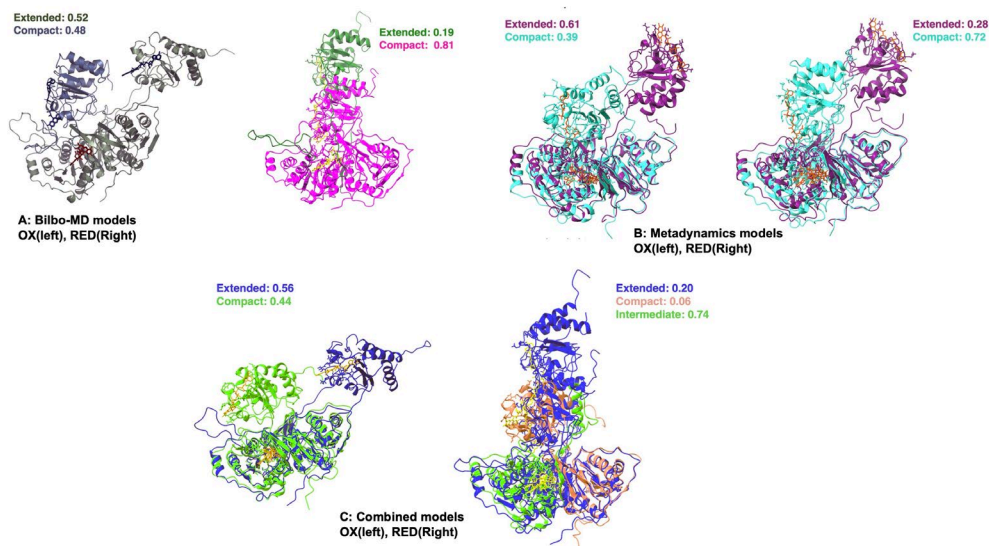 Extended: 0.52
Compact: 0.48
Extended: 0.19
Compact: 0.81
A: Bilbo-MD models
OX(left), RED(Right)
Extended: 0.61
Compact: 0.39
Extended: 0.28
Compact: 0.72
B: Metadynamics models
OX(left), RED(Right)
Extended: 0.56
Compact: 0.44
Extended: 0.20
Compact: 0.06
Intermediate: 0.74
C: Combined models
OX(left), RED(Right)